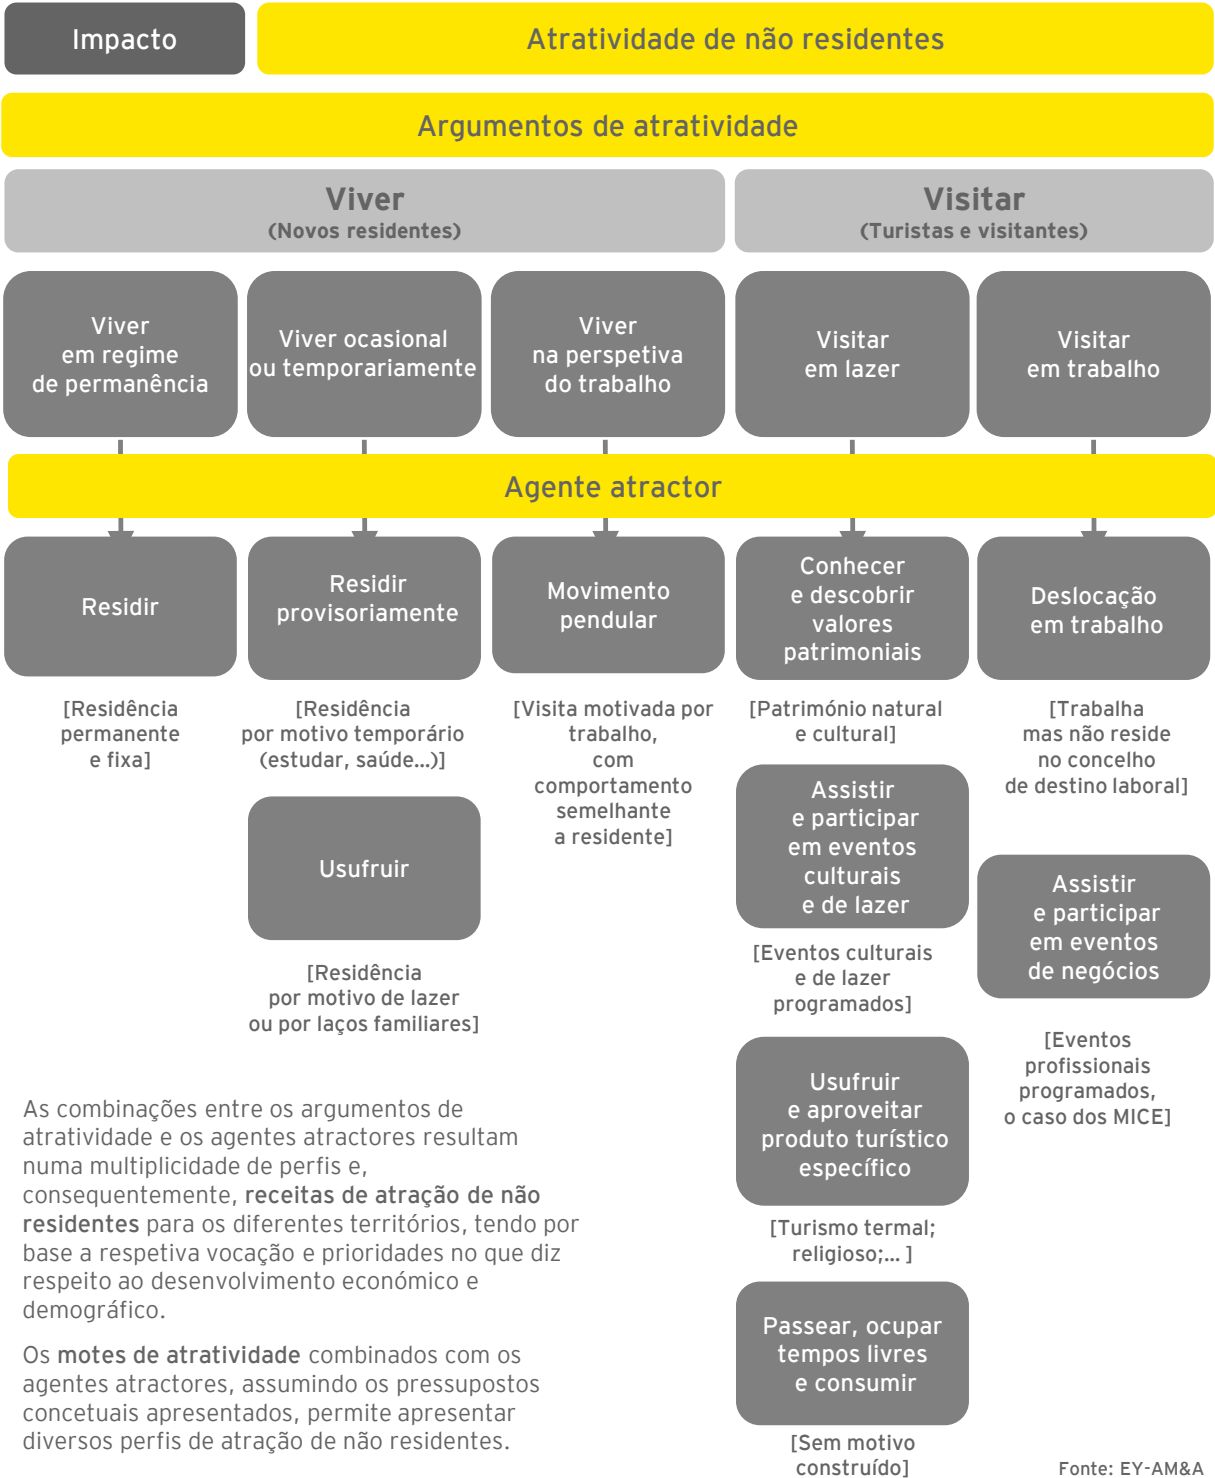 Impacto
Atratividade de não residentes
Argumentos de atratividade
Viver
(Novos residentes)
Visitar
(Turistas e visitantes)
Viver
em regime
de permanência
Viver ocasional
ou temporariamente
Viver
na perspetiva
do trabalho
Visitar
em lazer
Visitar
em trabalho
Agente atractor
Residir
[Residência
permanente
e fixa]
Residir
provisoriamente
[Residência
por motivo temporário
(estudar, saúde...)]
Usufruir
[Residência
por motivo de lazer
ou por laços familiares]
Movimento
pendular
[Visita motivada por
trabalho,
com
comportamento
semelhante
a residente]
Conhecer
e descobrir
valores
patrimoniais
[Património natural
e cultural]
Assistir
e participar
em eventos
culturais
e de lazer
[Eventos culturais
e de lazer
programados]
Usufruir
e aproveitar
produto turístico
específico
[Turismo termal;
religioso;... ]
Passear, ocupar
tempos livres
e consumir
[Sem motivo
construído]
Deslocação
em trabalho
[Trabalha
mas não reside
no concelho
de destino laboral]
Assistir
e participar
em eventos
de negócios
[Eventos
profissionais
programados,
o caso dos MICE]
As combinações entre os argumentos de
atratividade e os agentes atractores resultam
numa multiplicidade de perfis e,
consequentemente, receitas de atração de não
residentes para os diferentes territórios, tendo por
base a respetiva vocação e prioridades no que diz
respeito ao desenvolvimento económico e
demográfico.
Os motes de atratividade combinados com os
agentes atractores, assumindo os pressupostos
concetuais apresentados, permite apresentar
diversos perfis de atração de não residentes.
Fonte: EY-AM&A